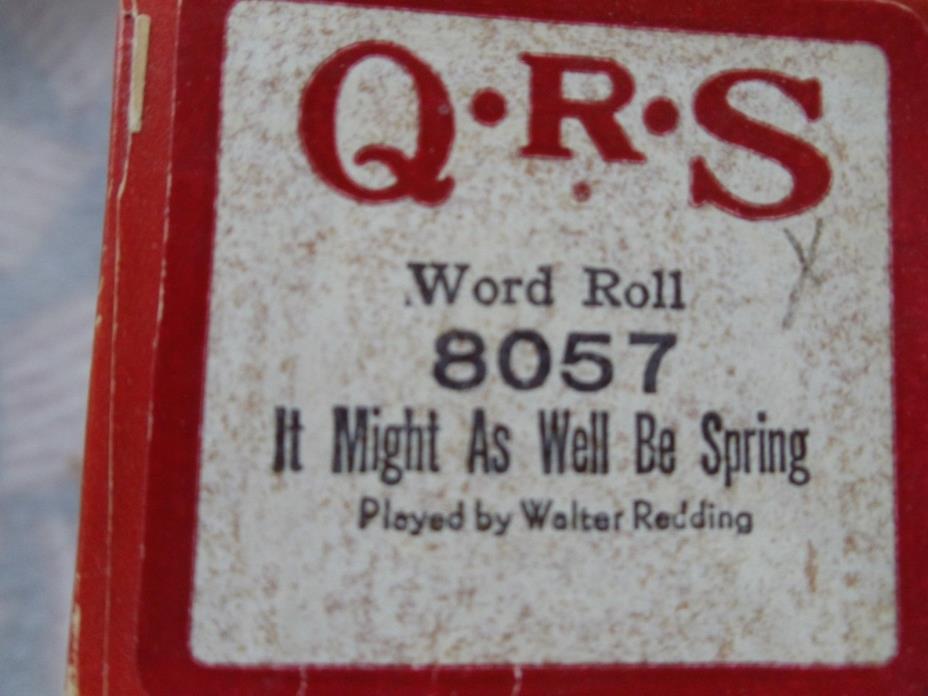 Q·R·S
Word Roll
8057
It Might As Well Be Spring
Played by Walter Redding